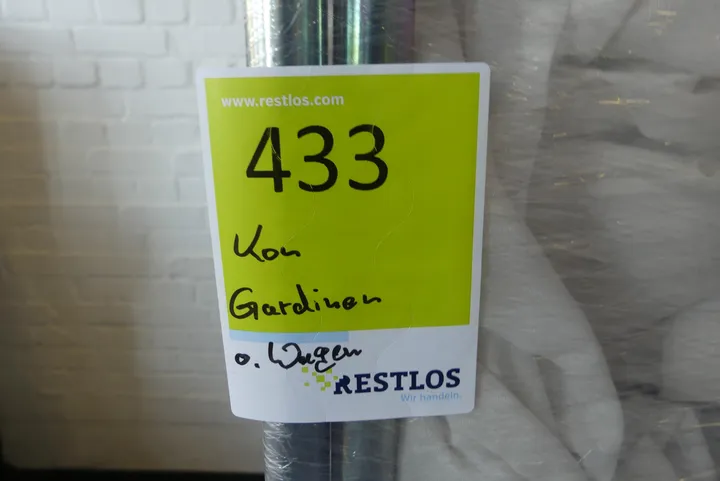 www.restlos.com
433
Kon
Gardinen
o. Wagen
RESTLOS
Wir handeln.